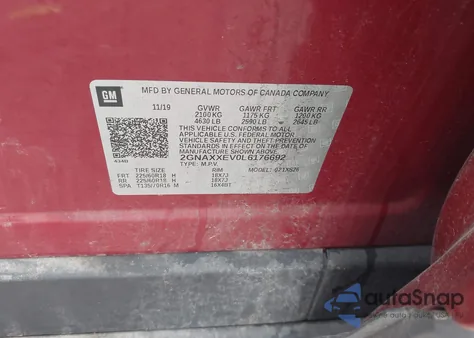 GM
MFD BY GENERAL MOTORS OF CANADA COMPANY
11/19 GVWR GAWR FRT GAWR RR
2100 KG 1175 KG 1200 KG
4630 LB 2590 LB 2645 LB
THIS VEHICLE CONFORMS TO ALL
APPLICABLE U.S. FEDERAL MOTOR
VEHICLE SAFETY AND THEFT
PREVENTION STANDARDS IN EFFECT ON THE
DATE OF MANUFACTURE SHOWN ABOVE.
2GNAXXEV0L6176692
TYPE: M.P.V. MODEL:
TIRE SIZE RIM
FRT 225/60R18 H 18X7J
RR 225/60R18 H 18X7J
SPA T135/70R16 M 16X4BT
autoSnap